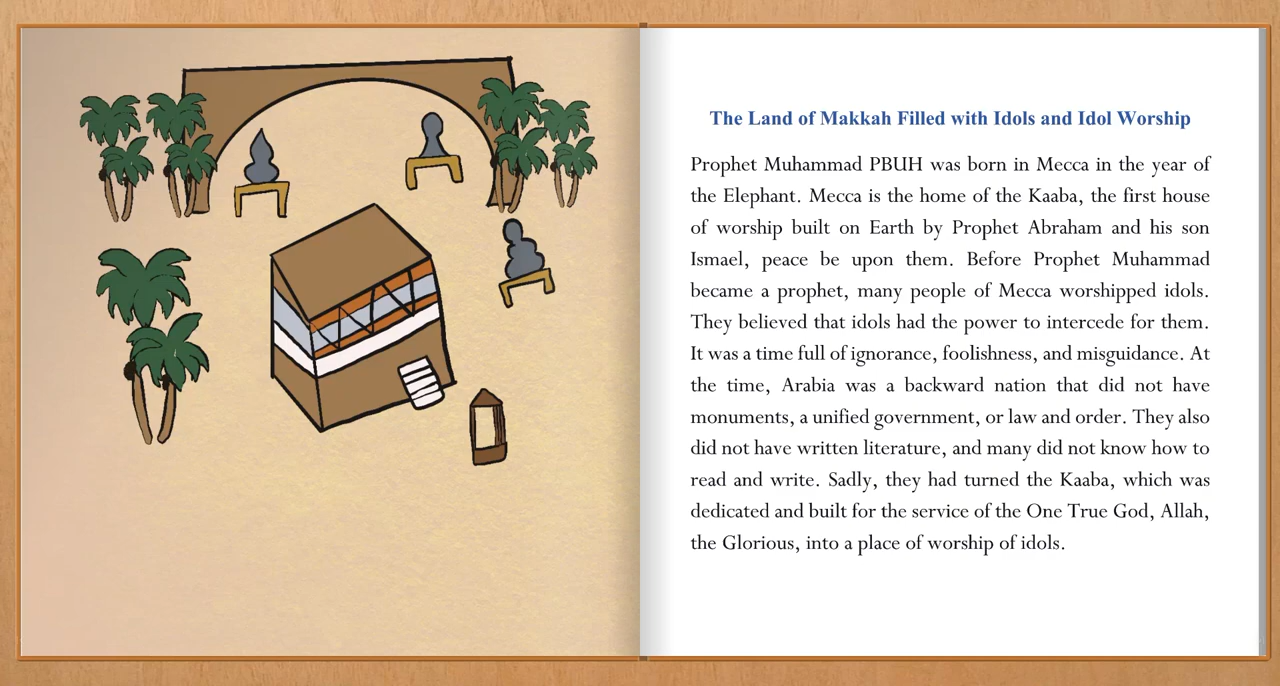 The Land of Makkah Filled with Idols and Idol Worship
Prophet Muhammad PBUH was born in Mecca in the year of
the Elephant. Mecca is the home of the Kaaba, the first house
of worship built on Earth by Prophet Abraham and his son
Ismael, peace be upon them. Before Prophet Muhammad
became a prophet, many people of Mecca worshipped idols.
They believed that idols had the power to intercede for them.
It was a time full of ignorance, foolishness, and misguidance. At
the time, Arabia was a backward nation that did not have
monuments, a unified government, or law and order. They also
did not have written literature, and many did not know how to
read and write. Sadly, they had turned the Kaaba, which was
dedicated and built for the service of the One True God, Allah,
the Glorious, into a place of worship of idols.